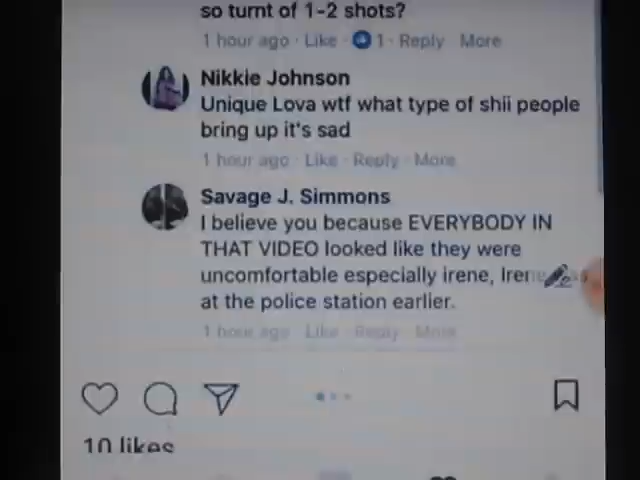 so turnt of 1-2 shots?
1 hour ago · Like · 1 · Reply · More
Nikkie Johnson
Unique Lova wtf what type of shii people
bring up it's sad
1 hour ago · Like · Reply · More
Savage J. Simmons
I believe you because EVERYBODY IN
THAT VIDEO looked like they were
uncomfortable especially irene,
at the police station earlier.
1 hour ago · Like · Reply · More
10 likes